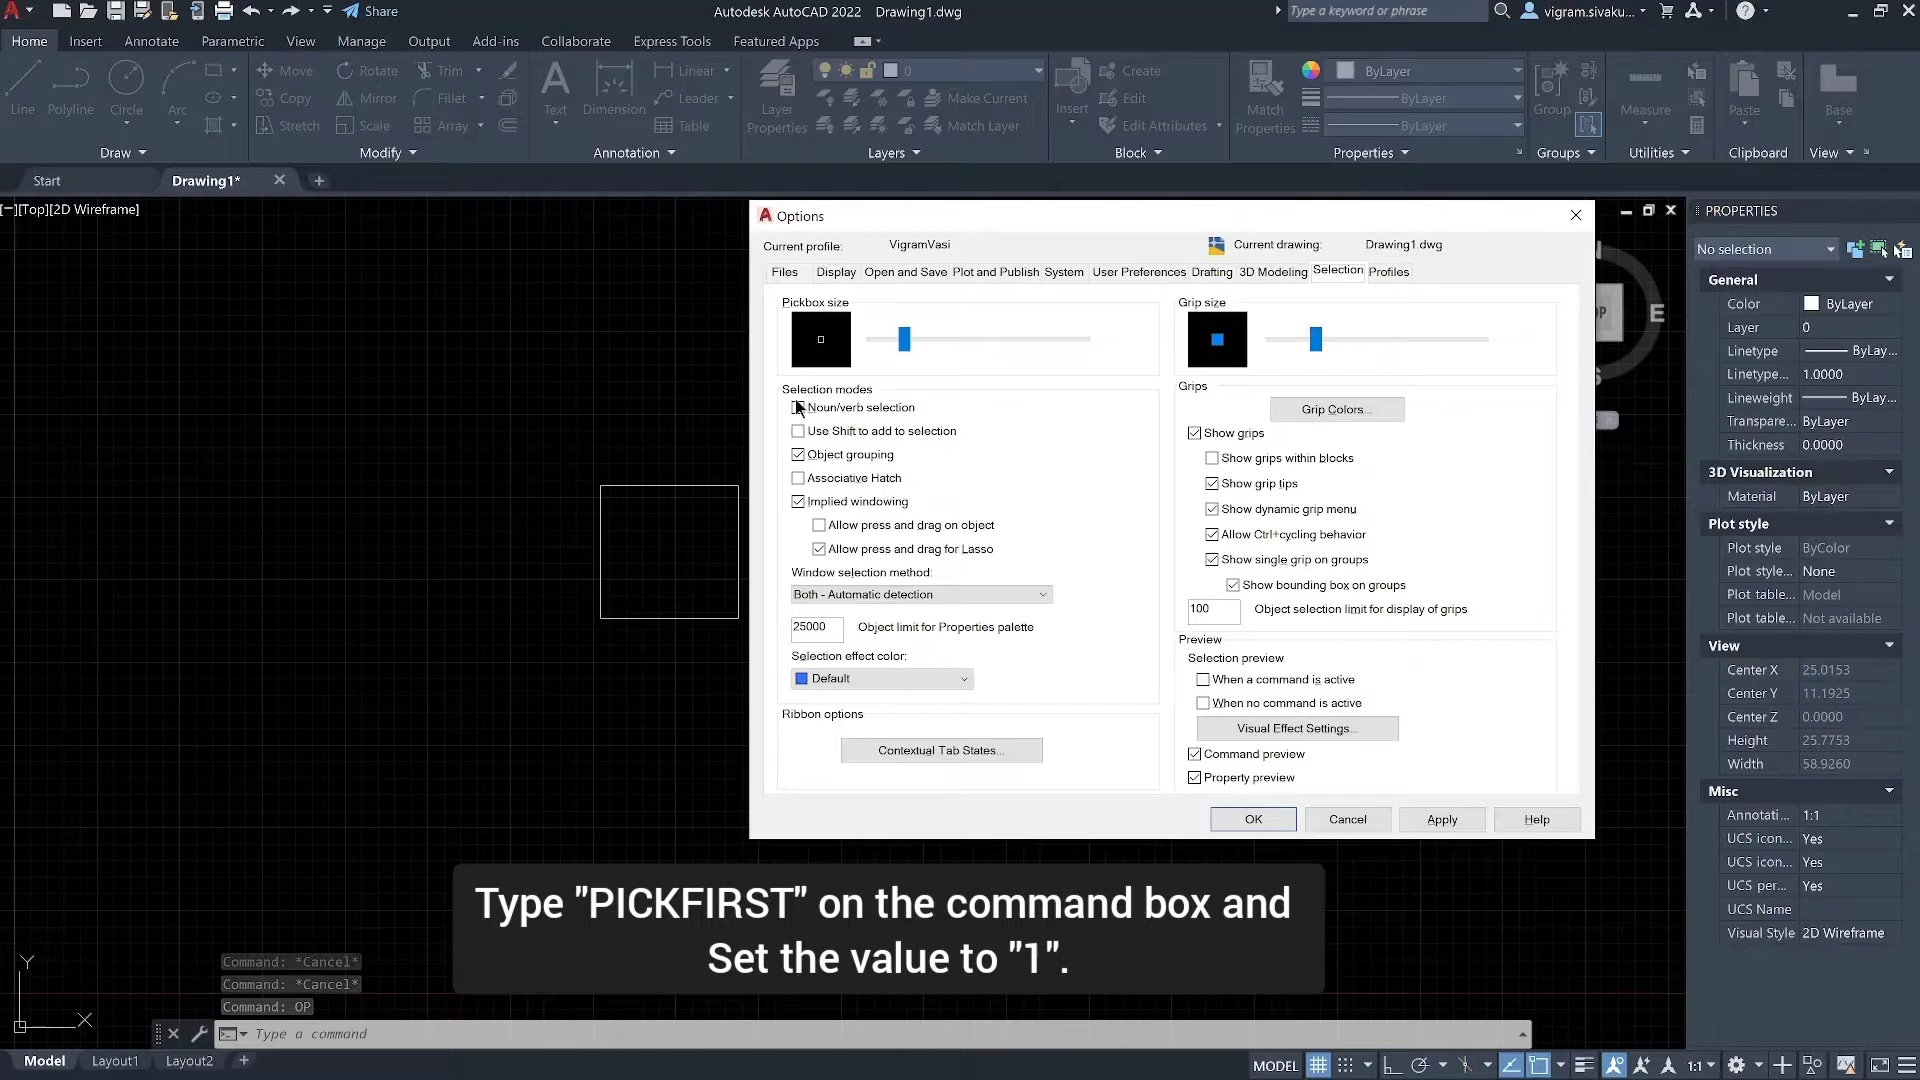 Share
Autodesk AutoCAD 2022 Drawing1.dwg
Type a keyword or phrase
vigram.sivaku...
Home Insert Annotate Parametric View Manage Output Add-ins Collaborate Express Tools Featured Apps
Line Polyline Circle Arc
Move Rotate Trim
Copy Mirror Fillet
Stretch Scale Array
Text Dimension
Linear
Leader
Table
Layer Properties
0
Make Current
Match Layer
Insert
Create
Edit
Edit Attributes
Match Properties
ByLayer
ByLayer
ByLayer
Group
Measure
Paste
Base
Draw Modify Annotation Layers Block Properties Groups Utilities Clipboard View
Start Drawing1*
[−][Top][2D Wireframe]
Options
Current profile: VigramVasi Current drawing: Drawing1.dwg
Files Display Open and Save Plot and Publish System User Preferences Drafting 3D Modeling Selection Profiles
Pickbox size
Selection modes
Noun/verb selection
Use Shift to add to selection
Object grouping
Associative Hatch
Implied windowing
Allow press and drag on object
Allow press and drag for Lasso
Window selection method:
Both - Automatic detection
25000 Object limit for Properties palette
Selection effect color:
Default
Ribbon options
Contextual Tab States...
Grip size
Grips
Grip Colors...
Show grips
Show grips within blocks
Show grip tips
Show dynamic grip menu
Allow Ctrl+cycling behavior
Show single grip on groups
Show bounding box on groups
100 Object selection limit for display of grips
Preview
Selection preview
When a command is active
When no command is active
Visual Effect Settings...
Command preview
Property preview
OK Cancel Apply Help
E
PROPERTIES
No selection
General
Color ByLayer
Layer 0
Linetype ByLay...
Linetype... 1.0000
Lineweight ByLay...
Transpare... ByLayer
Thickness 0.0000
3D Visualization
Material ByLayer
Plot style
Plot style ByColor
Plot style... None
Plot table... Model
Plot table... Not available
View
Center X 25.0153
Center Y 11.1925
Center Z 0.0000
Height 25.7753
Width 58.9260
Misc
Annotati... 1:1
UCS icon... Yes
UCS icon... Yes
UCS per... Yes
UCS Name
Visual Style 2D Wireframe
Type "PICKFIRST" on the command box and
Set the value to "1".
Y
X
Command: *Cancel*
Command: *Cancel*
Command: OP
Type a command
Model Layout1 Layout2
MODEL 1:1